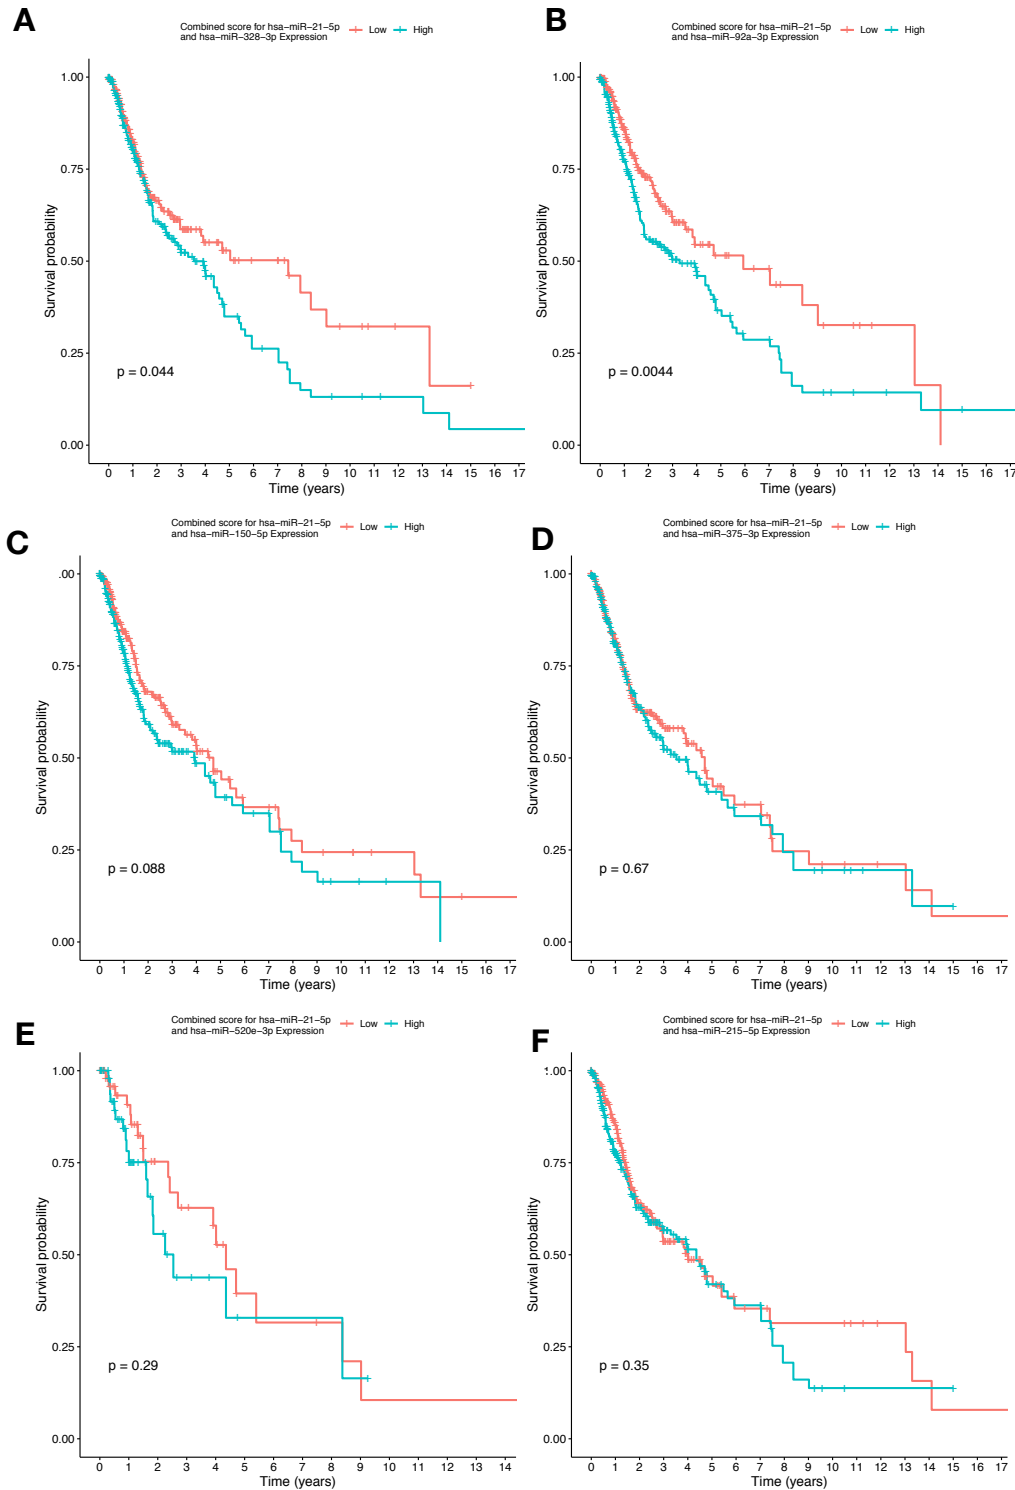 A
Combined score for hsa−miR−21−5p
and hsa−miR−328−3p Expression
Low High
Survival probability
1.00
0.75
0.50
0.25
0.00
p = 0.044
0 1 2 3 4 5 6 7 8 9 10 11 12 13 14 15 16 17
Time (years)
B
Combined score for hsa−miR−21−5p
and hsa−miR−92a−3p Expression
Low High
Survival probability
1.00
0.75
0.50
0.25
0.00
p = 0.0044
0 1 2 3 4 5 6 7 8 9 10 11 12 13 14 15 16 17
Time (years)
C
Combined score for hsa−miR−21−5p
and hsa−miR−150−5p Expression
Low High
Survival probability
.00
0.75
0.50
0.25
0.00
p = 0.088
0 1 2 3 4 5 6 7 8 9 10 11 12 13 14 15 16 17
Time (years)
D
Combined score for hsa−miR−21−5p
and hsa−miR−375−3p Expression
Low High
Survival probability
1.00
0.75
0.50
0.25
0.00
p = 0.67
0 1 2 3 4 5 6 7 8 9 10 11 12 13 14 15 16 17
Time (years)
E
Combined score for hsa−miR−21−5p
and hsa−miR−520e−3p Expression
Low High
Survival probability
1.00
0.75
0.50
0.25
0.00
p = 0.29
0 1 2 3 4 5 6 7 8 9 10 11 12 13 14
Time (years)
F
Combined score for hsa−miR−21−5p
and hsa−miR−215−5p Expression
Low High
Survival probability
1.00
0.75
0.50
0.25
0.00
p = 0.35
0 1 2 3 4 5 6 7 8 9 10 11 12 13 14 15 16 17
Time (years)